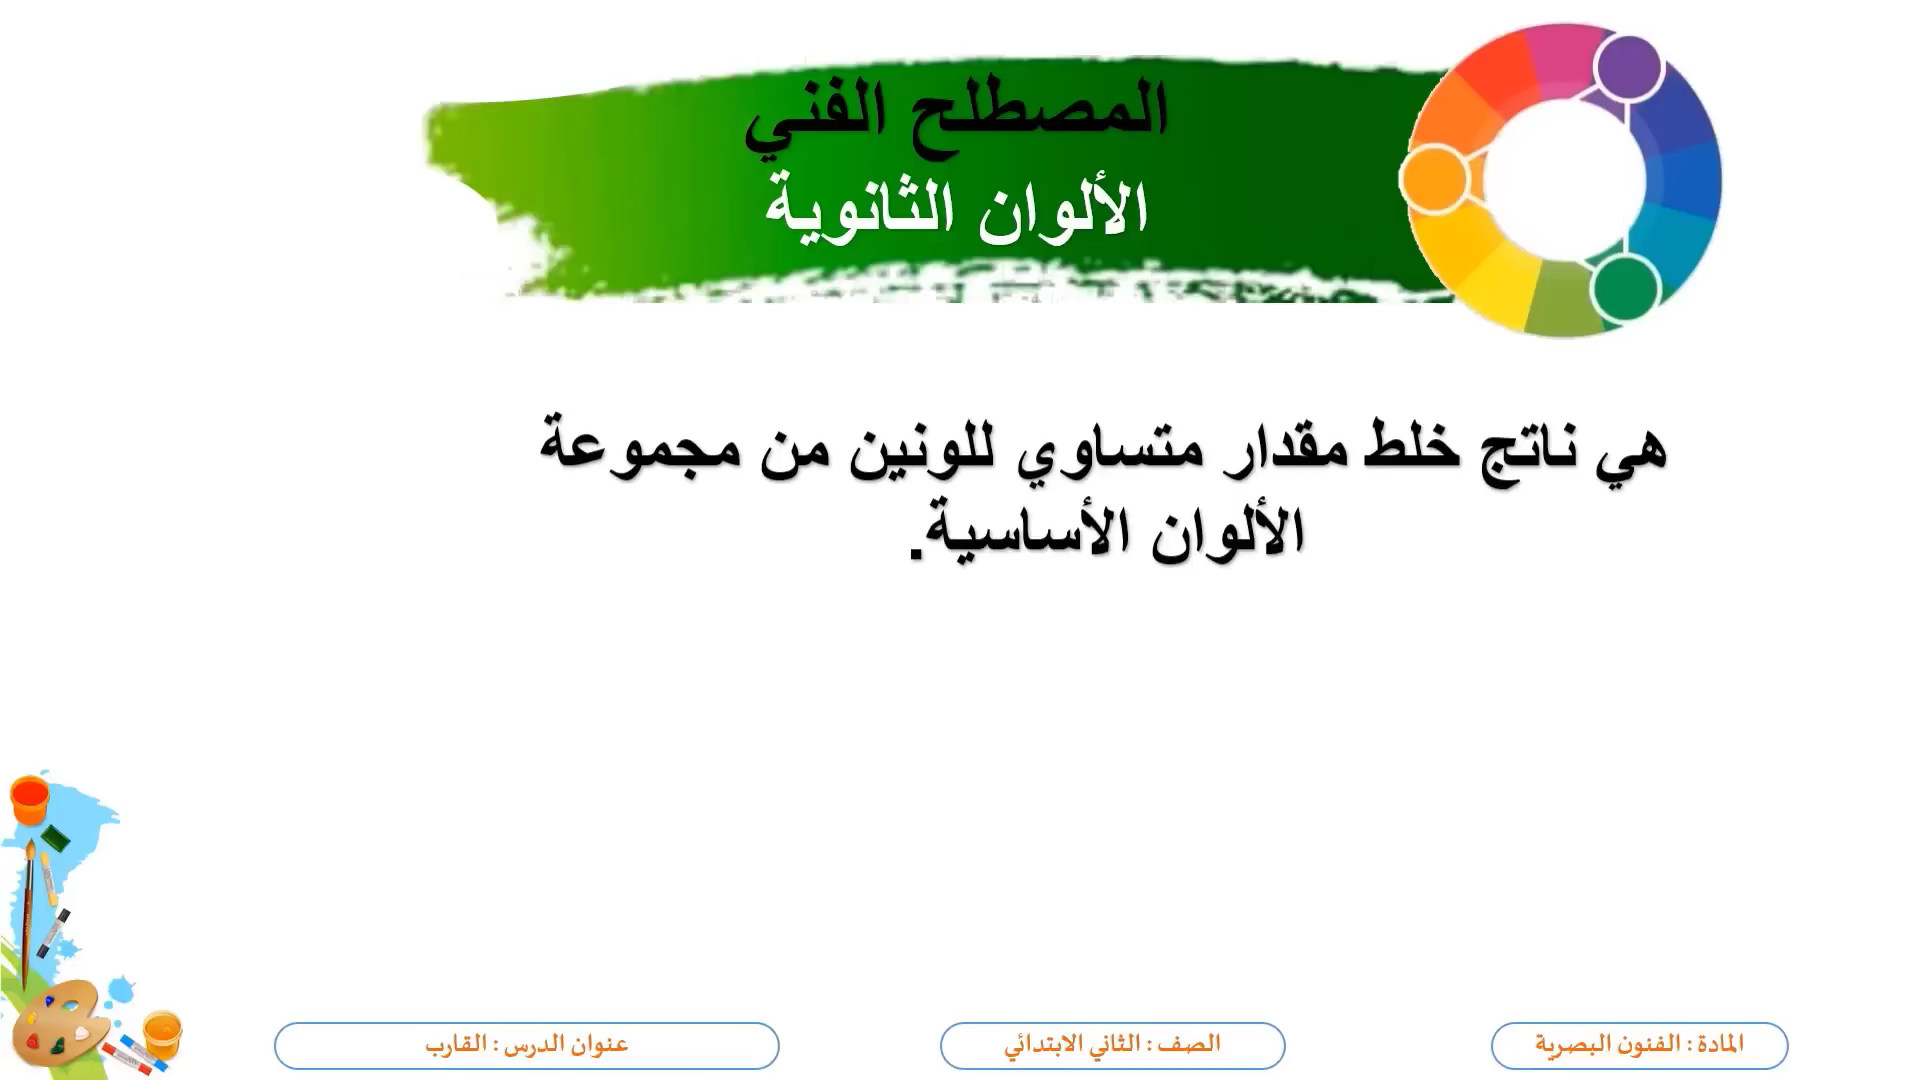 المصطلح الفني
الألوان الثانوية
هي ناتج خلط مقدار متساوي للونين من مجموعة
الألوان الأساسية.
المادة : الفنون البصرية
الصف : الثاني الابتدائي
عنوان الدرس : القارب